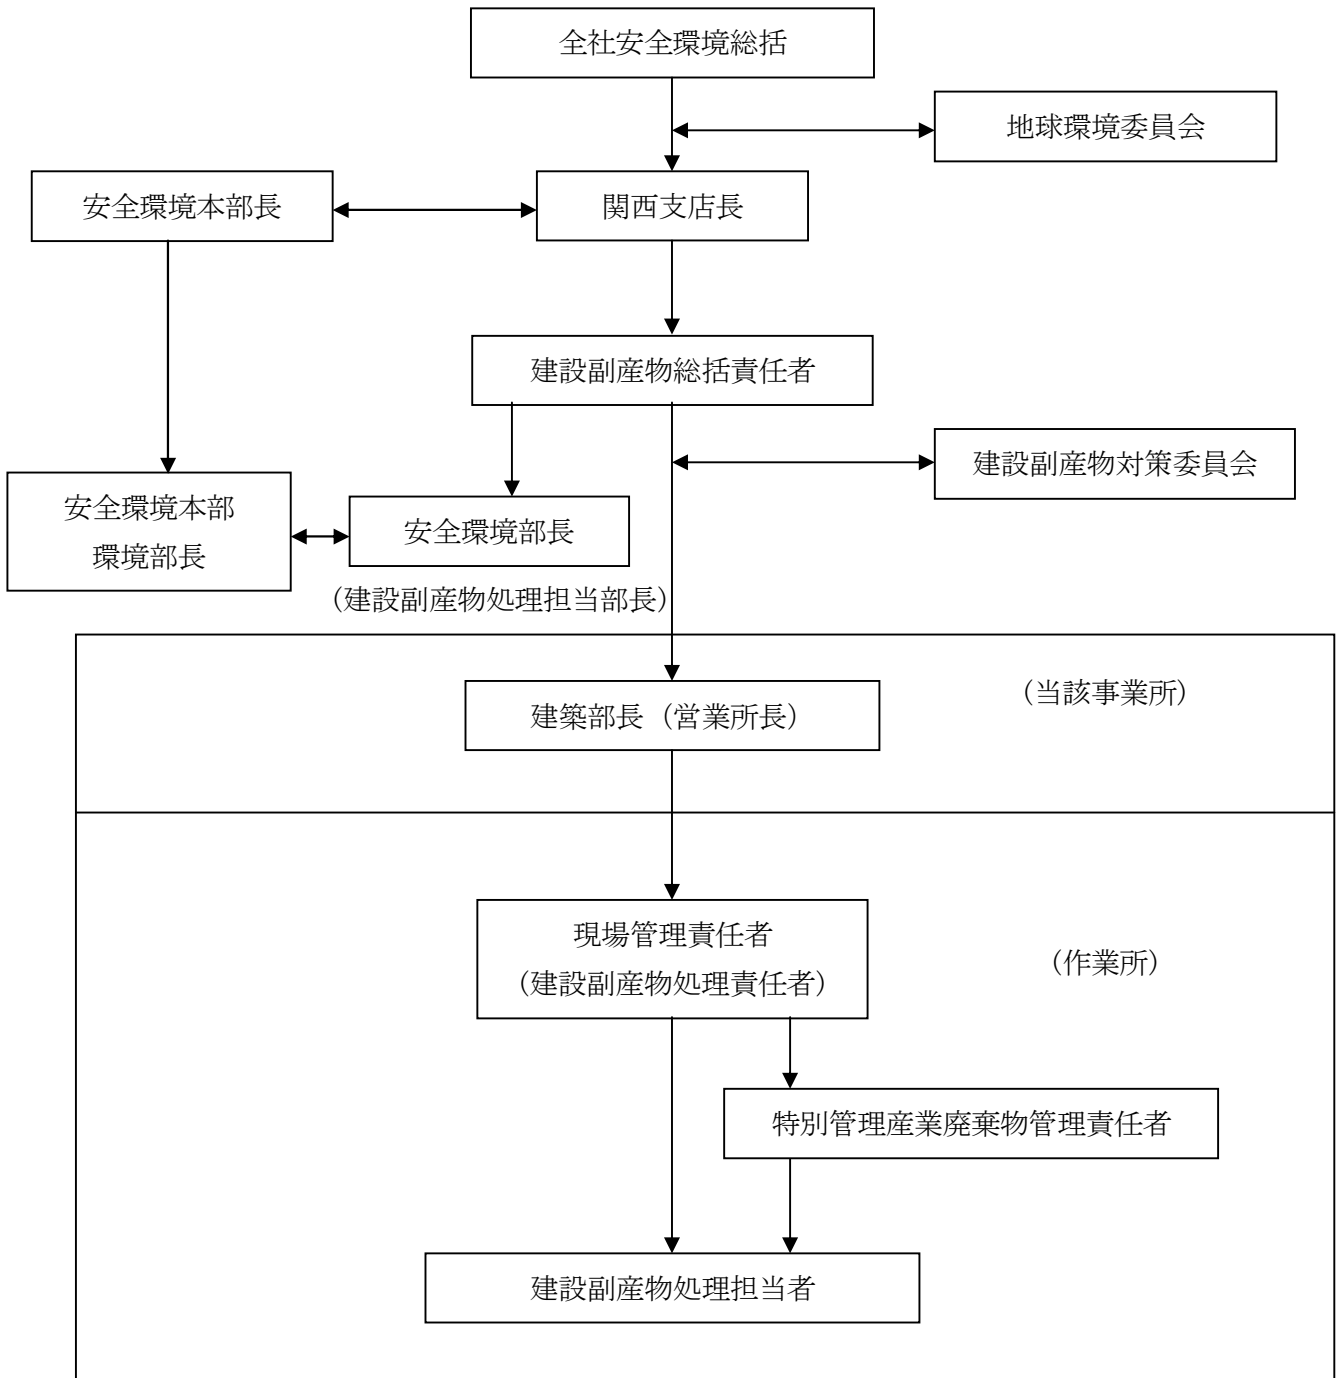 全社安全環境総括
地球環境委員会
安全環境本部長
関西支店長
建設副産物総括責任者
建設副産物対策委員会
安全環境本部
環境部長
安全環境部長
（建設副産物処理担当部長）
（当該事業所）
建築部長（営業所長）
現場管理責任者
（建設副産物処理責任者）
（作業所）
特別管理産業廃棄物管理責任者
建設副産物処理担当者